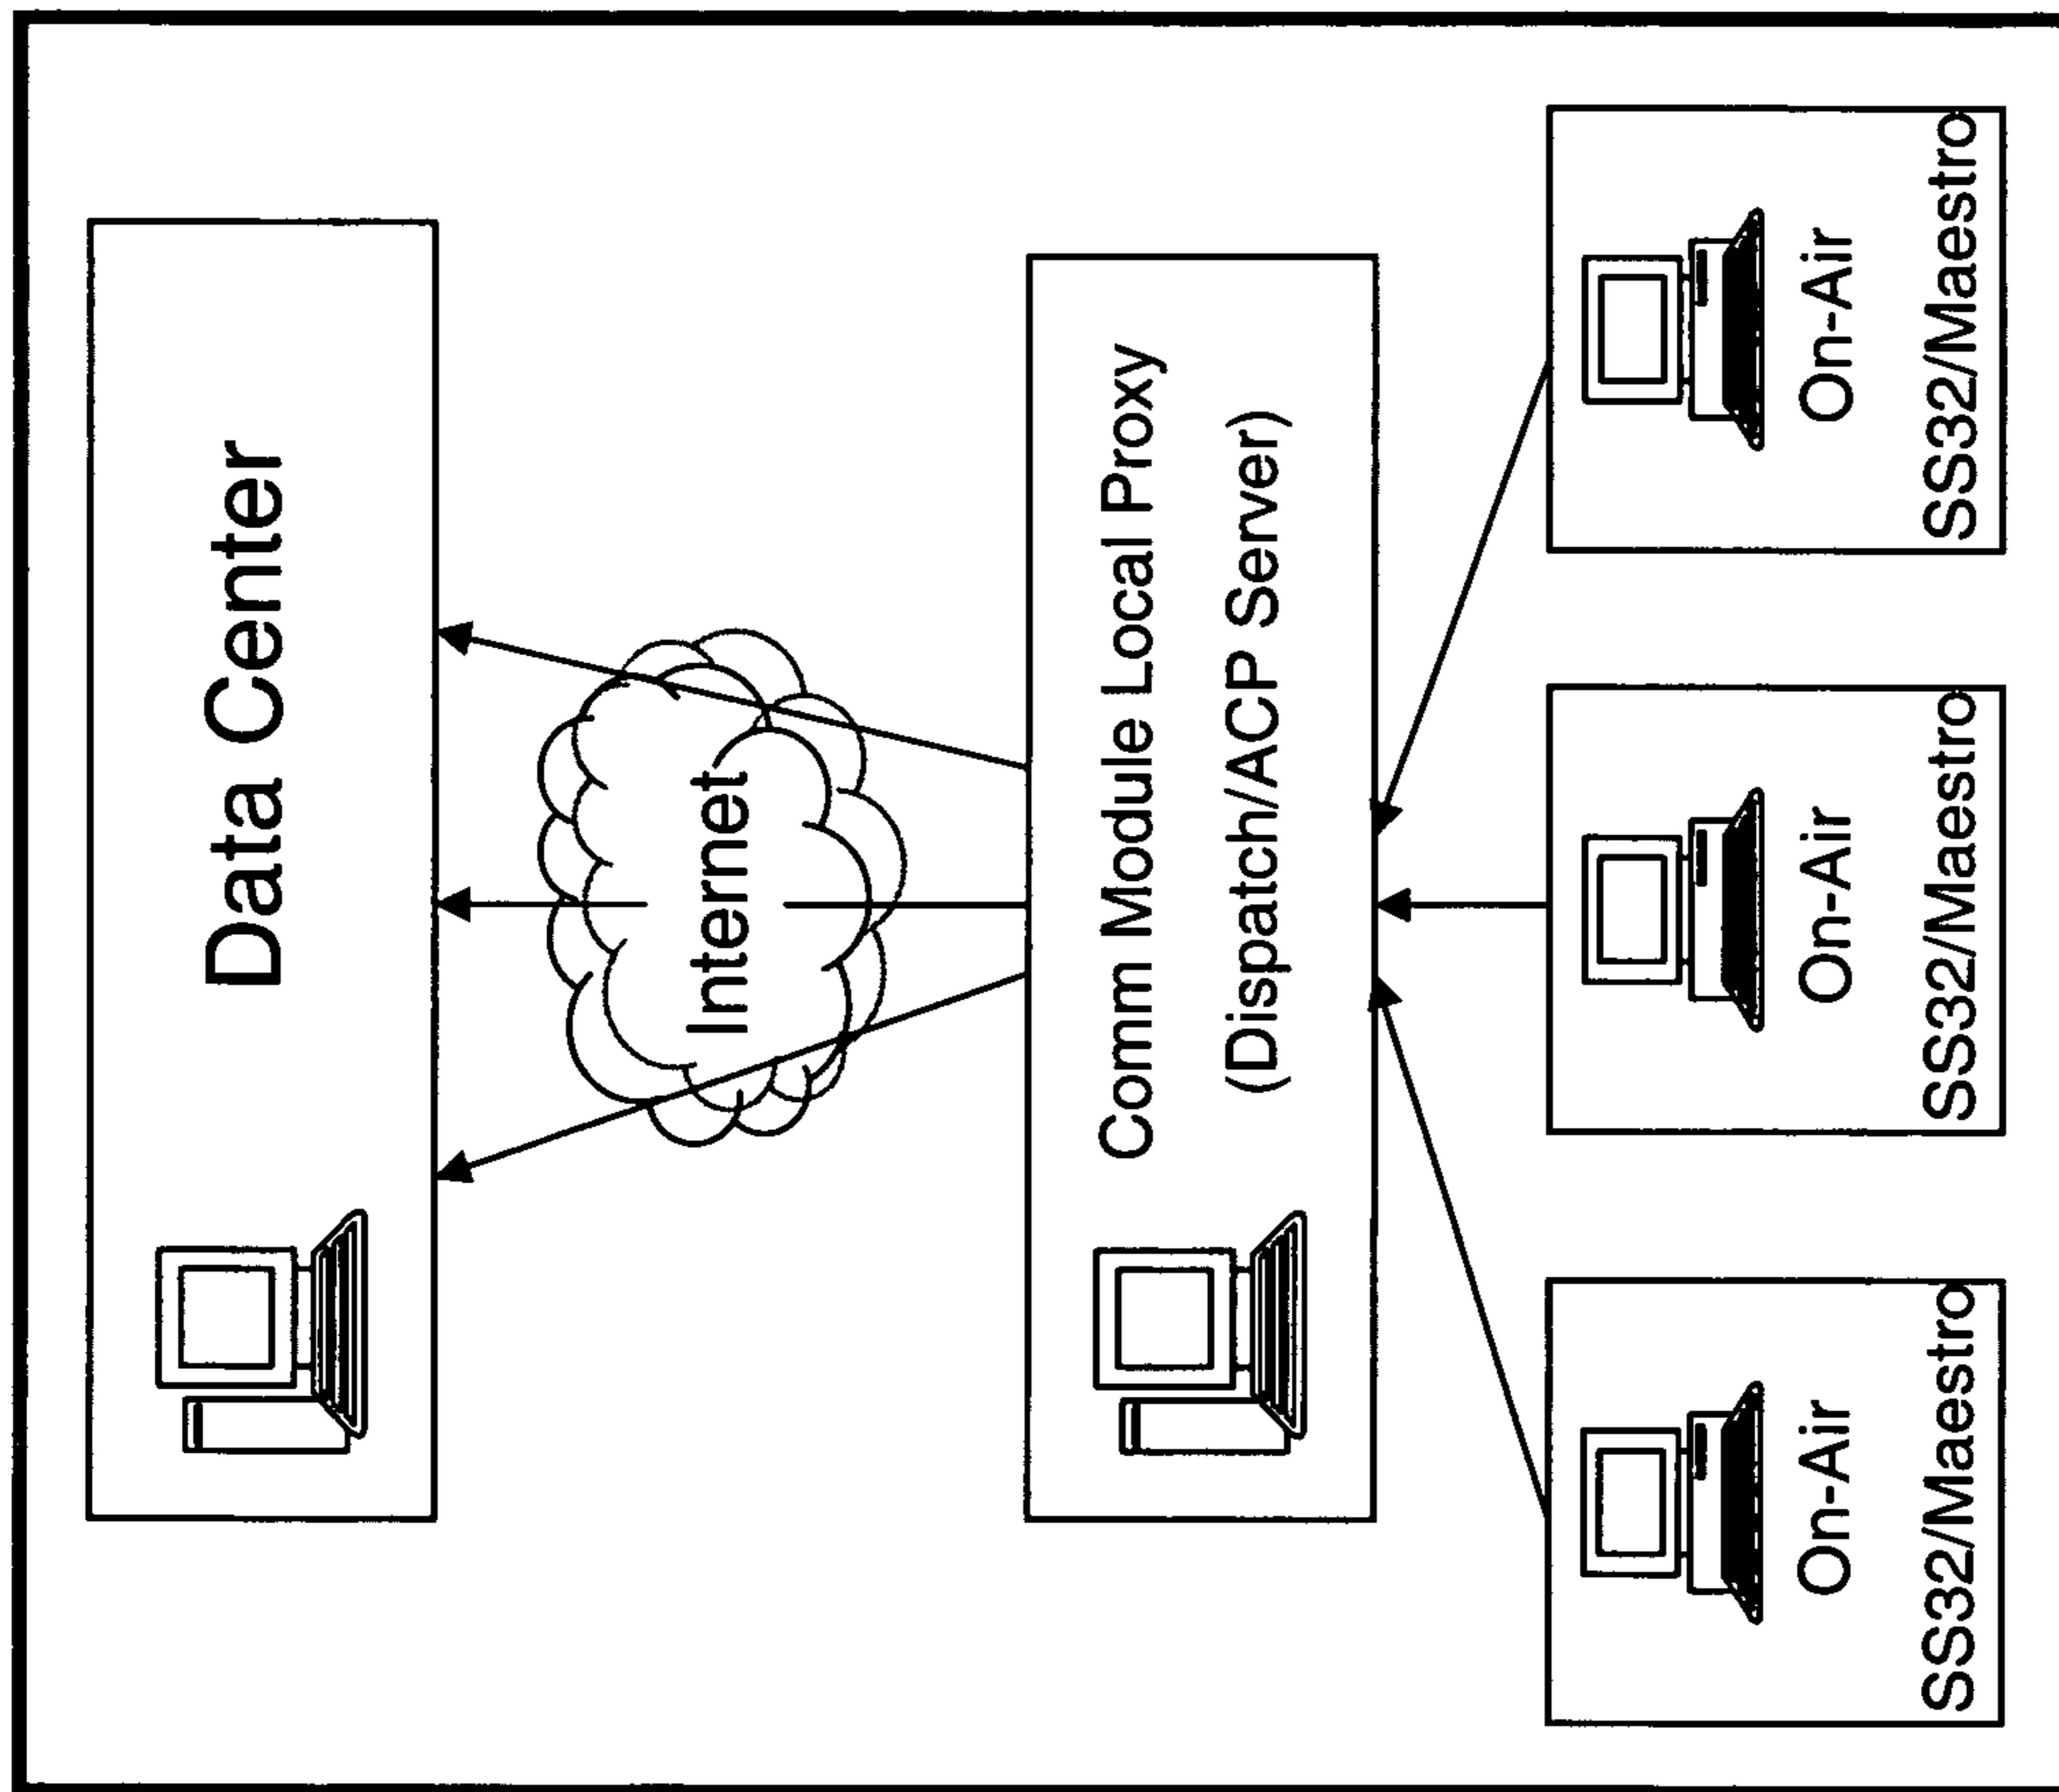 Data Center
Internet
Comm Module Local Proxy
(Dispatch/ACP Server)
On-Air
SS32/Maestro
On-Air
SS32/Maestro
On-Air
SS32/Maestro